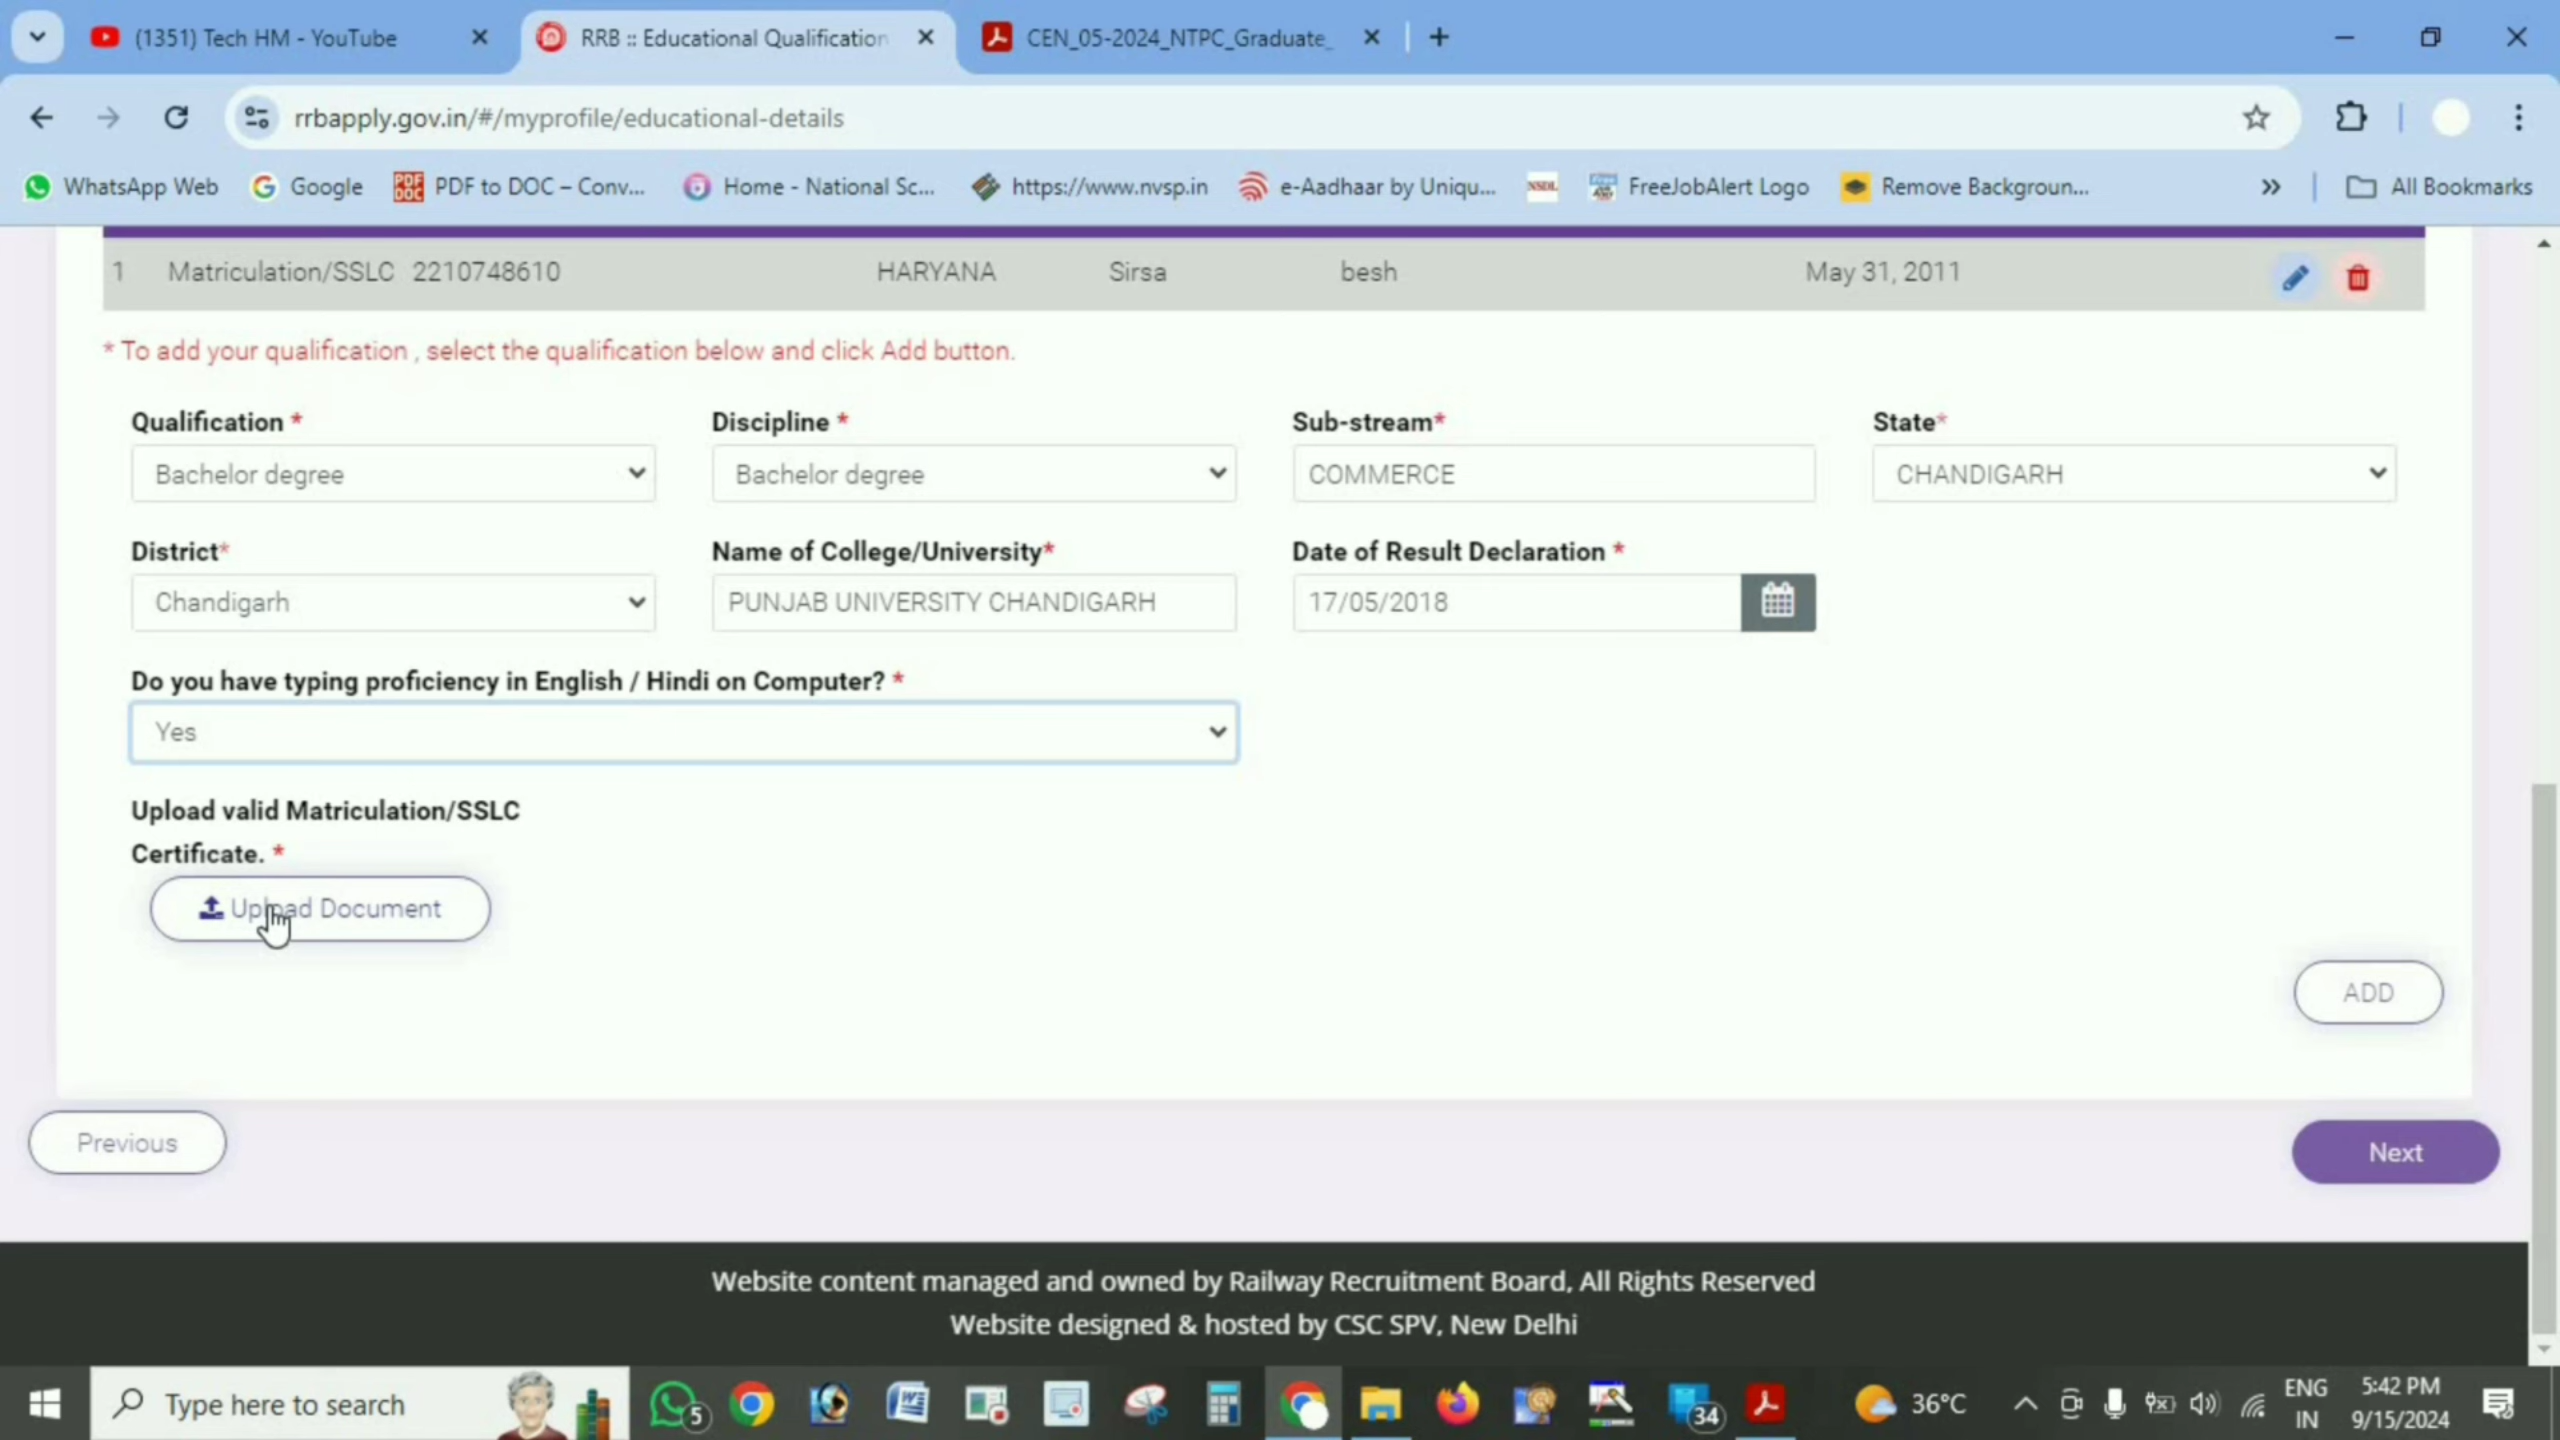 (1351) Tech HM - YouTube
RRB :: Educational Qualification
CEN_05-2024_NTPC_Graduate_
rrbapply.gov.in/#/myprofile/educational-details
WhatsApp Web
Google
PDF to DOC – Conv...
Home - National Sc...
https://www.nvsp.in
e-Aadhaar by Uniqu...
NSDL
FreeJobAlert Logo
Remove Backgroun...
»
All Bookmarks
1 Matriculation/SSLC 2210748610 HARYANA Sirsa besh May 31, 2011
* To add your qualification , select the qualification below and click Add button.
Qualification * Discipline * Sub-stream* State*
Bachelor degree Bachelor degree COMMERCE CHANDIGARH
District* Name of College/University* Date of Result Declaration *
Chandigarh PUNJAB UNIVERSITY CHANDIGARH 17/05/2018
Do you have typing proficiency in English / Hindi on Computer? *
Yes
Upload valid Matriculation/SSLC
Certificate. *
Upload Document
ADD
Previous
Next
Website content managed and owned by Railway Recruitment Board, All Rights Reserved
Website designed & hosted by CSC SPV, New Delhi
Type here to search
5
34
36°C
ENG
IN
5:42 PM
9/15/2024